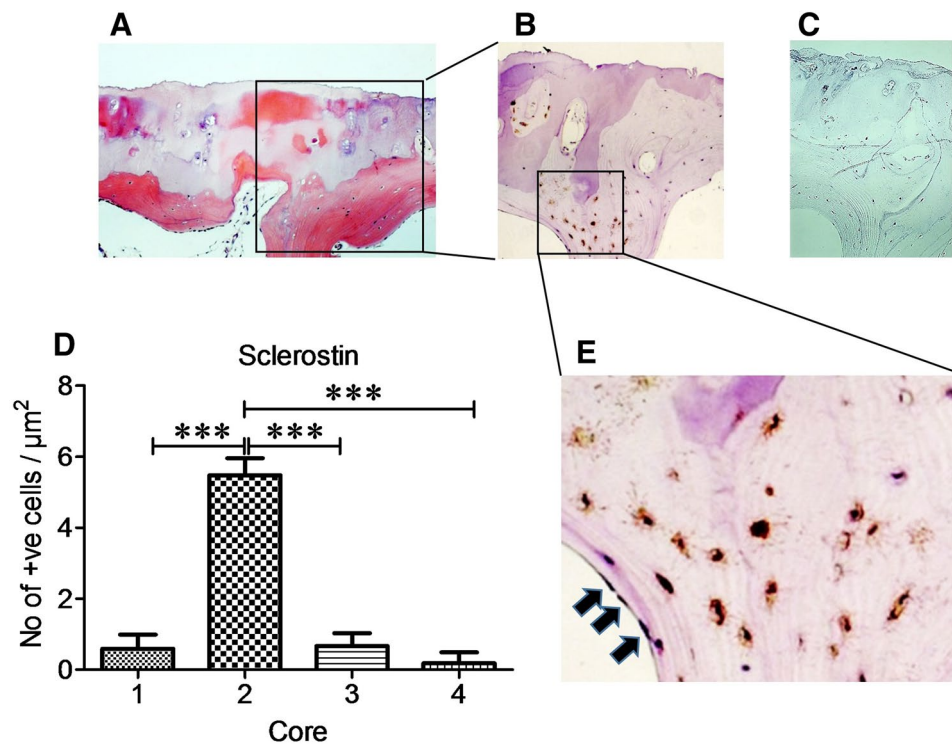 A
B
C
D
Sclerostin
8
6
4
2
0
No of +ve cells / μm²
***
***
***
1
2
3
4
Core
E